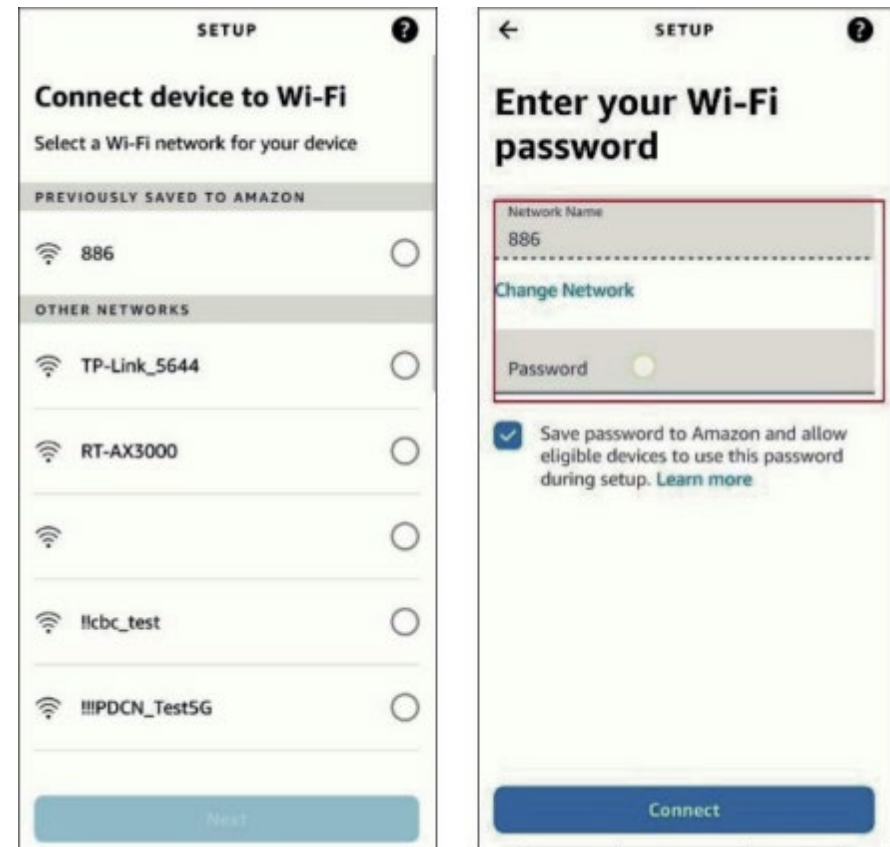 SETUP
?
Connect device to Wi-Fi
Select a Wi-Fi network for your device
PREVIOUSLY SAVED TO AMAZON
886
OTHER NETWORKS
TP-Link_5644
RT-AX3000
!!cbc_test
!!!PDCN_Test5G
Next
SETUP
?
Enter your Wi-Fi
password
Network Name
886
Change Network
Password
Save password to Amazon and allow
eligible devices to use this password
during setup. Learn more
Connect